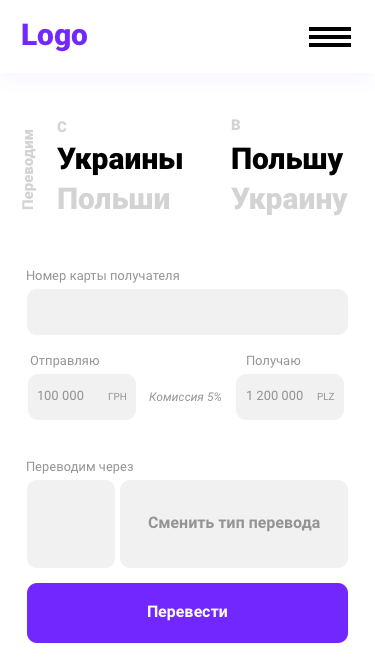 Logo
Переводим
С
В
Украины
Польшу
Польши
Украину
Номер карты получателя
Отправляю
Получаю
100 000 ГРН
Комиссия 5%
1 200 000 PLZ
Переводим через
Сменить тип перевода
Перевести